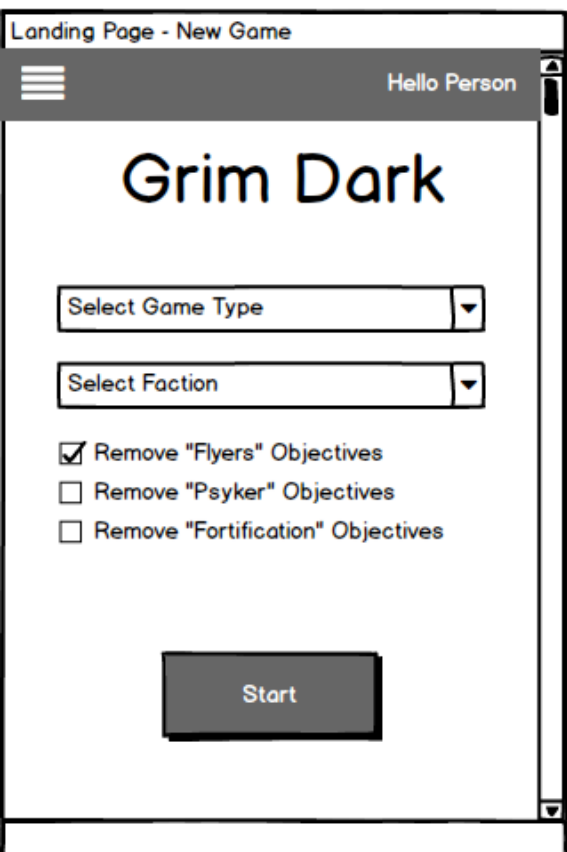 Landing Page - New Game
Hello Person
Grim Dark
Select Game Type
Select Faction
Remove "Flyers" Objectives
Remove "Psyker" Objectives
Remove "Fortification" Objectives
Start